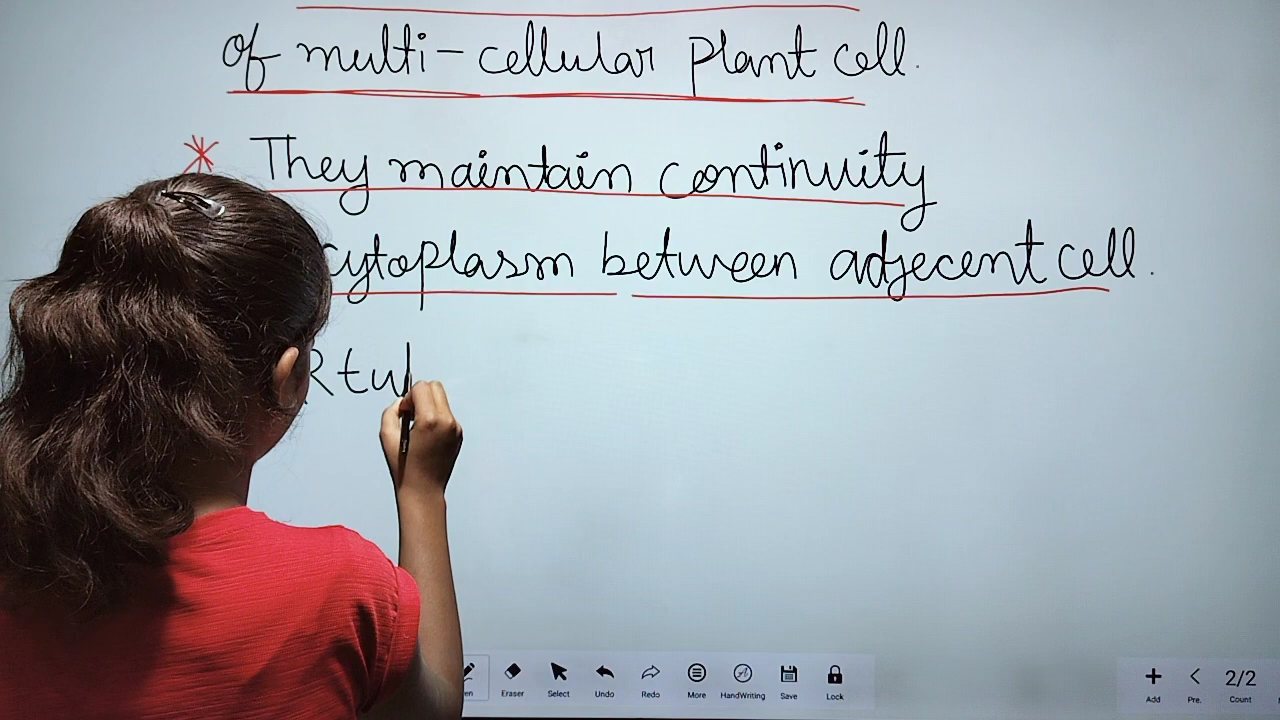 of multi-cellular plant cell.
* They maintain continuity
cytoplasm between adjecent cell.
Eraser Select Undo Redo More HandWriting Save Lock Add Pre. 2/2 Count